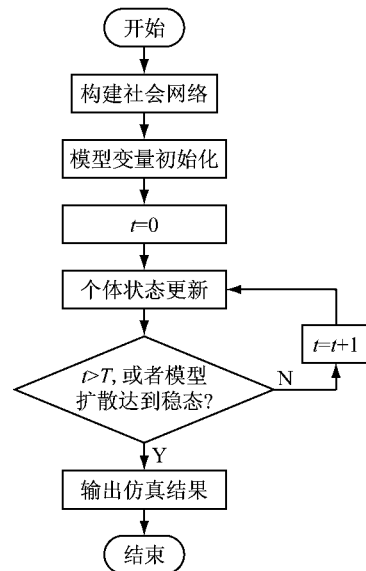 开始
构建社会网络
模型变量初始化
t=0
个体状态更新
t=t+1
t>T, 或者模型
扩散达到稳态?
N
Y
输出仿真结果
结束